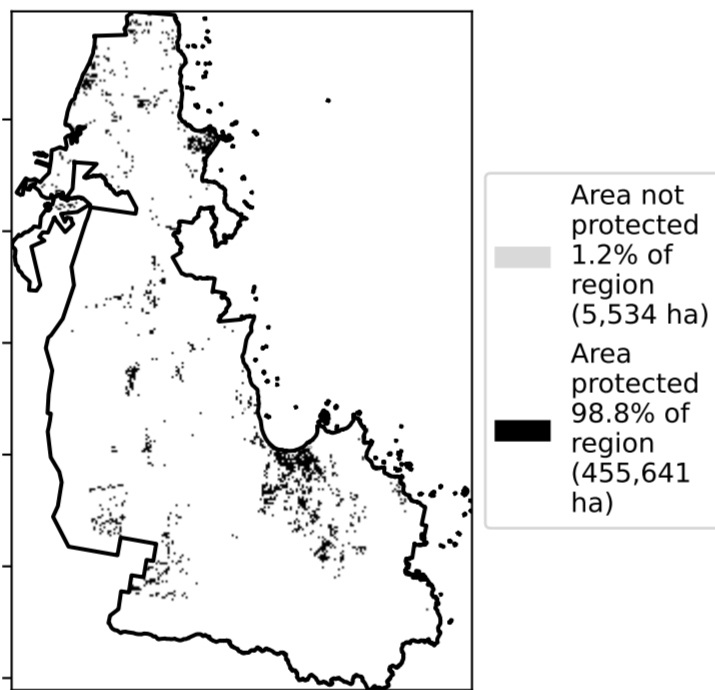 Area not
protected
1.2% of
region
(5,534 ha)
Area
protected
98.8% of
region
(455,641
ha)